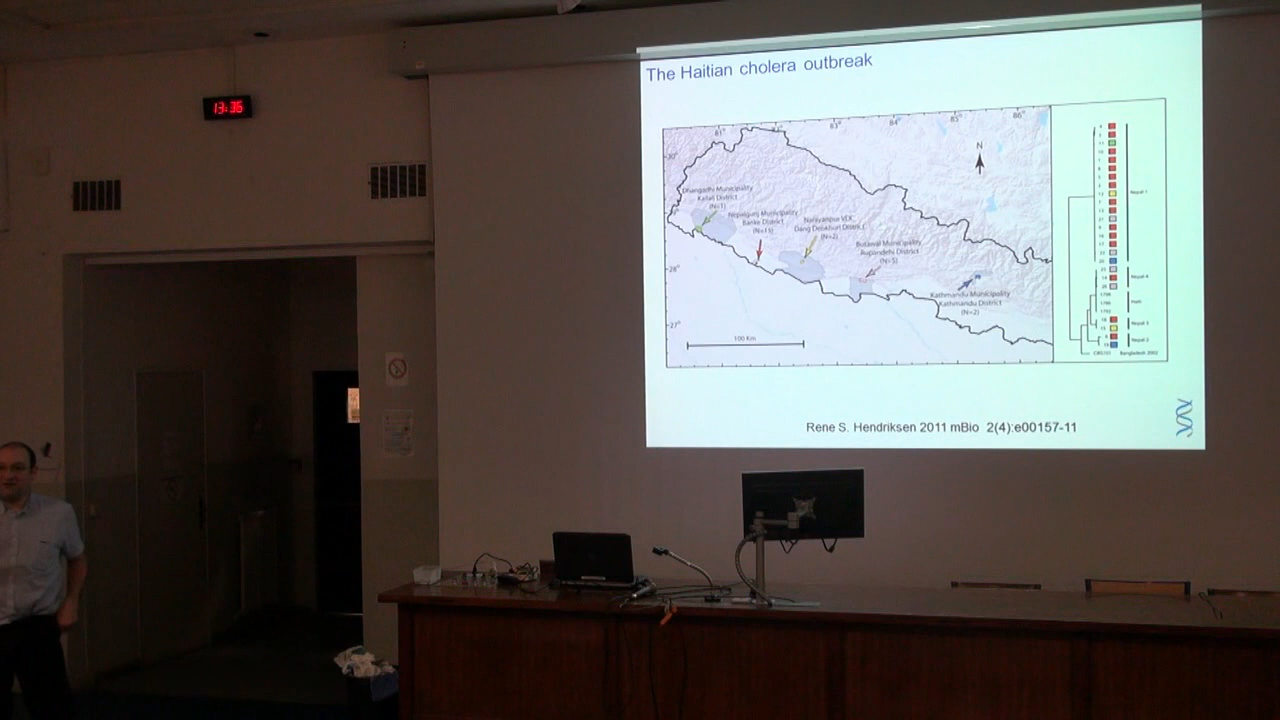 13:35
The Haitian cholera outbreak
81°
83°
84°
85°
86°
30°
N
Dhangadhi Municipality
Kailali District
(N=1)
Nepalgunj Municipality
Banke District
Narayanpur VDC
Dang Deukhuri District
(N=2)
Butawal Municipality
Rupandehi District
28°
Kathmandu Municipality
Kathmandu District
(N=2)
27°
100 Km
Nepal 1
Nepal 4
Haiti
Nepal 3
Nepal 2
Bangladesh 2002
Rene S. Hendriksen 2011 mBio 2(4):e00157-11